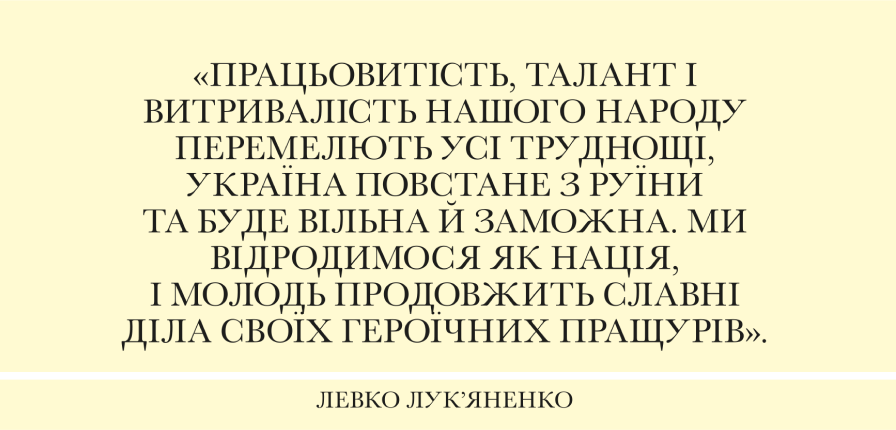 «ПРАЦЬОВИТІСТЬ, ТАЛАНТ І
ВИТРИВАЛІСТЬ НАШОГО НАРОДУ
ПЕРЕМЕЛЮТЬ УСІ ТРУДНОЩІ,
УКРАЇНА ПОВСТАНЕ З РУЇНИ
ТА БУДЕ ВІЛЬНА Й ЗАМОЖНА. МИ
ВІДРОДИМОСЯ ЯК НАЦІЯ,
І МОЛОДЬ ПРОДОВЖИТЬ СЛАВНІ
ДІЛА СВОЇХ ГЕРОЇЧНИХ ПРАЩУРІВ».
ЛЕВКО ЛУК’ЯНЕНКО